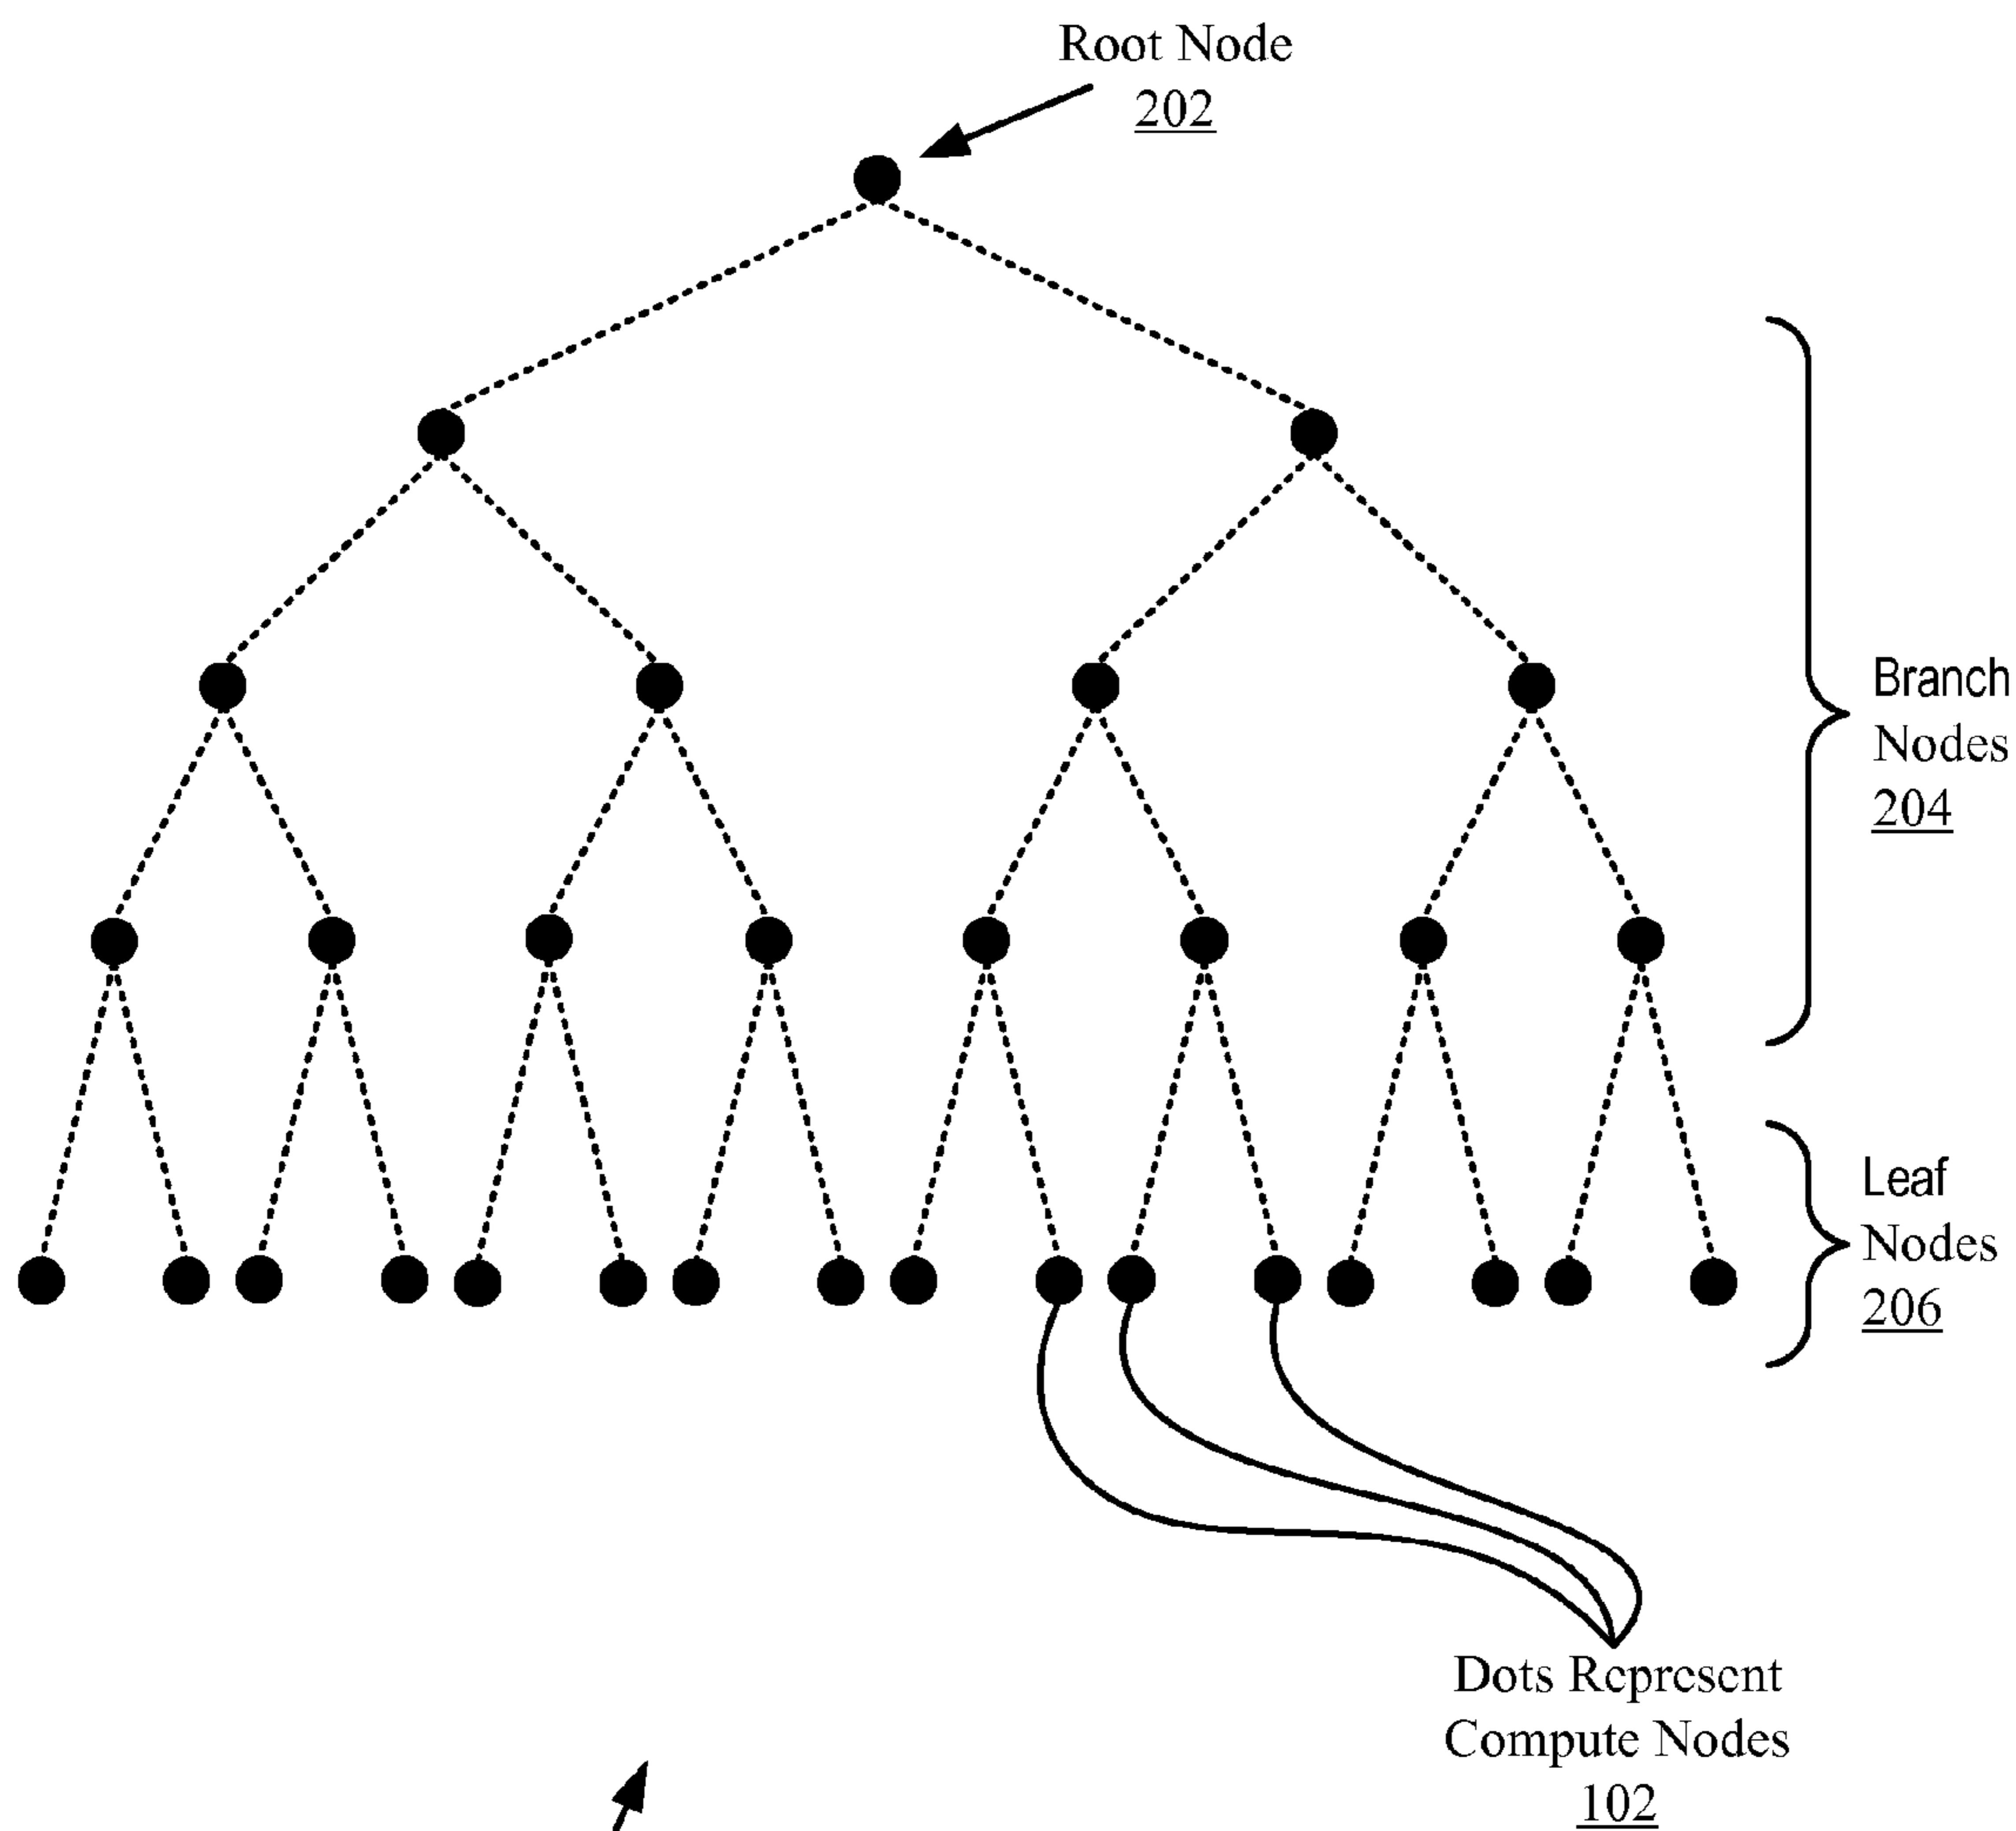 Root Node
202
Branch
Nodes
204
Leaf
Nodes
206
Dots Represent
Compute Nodes
102